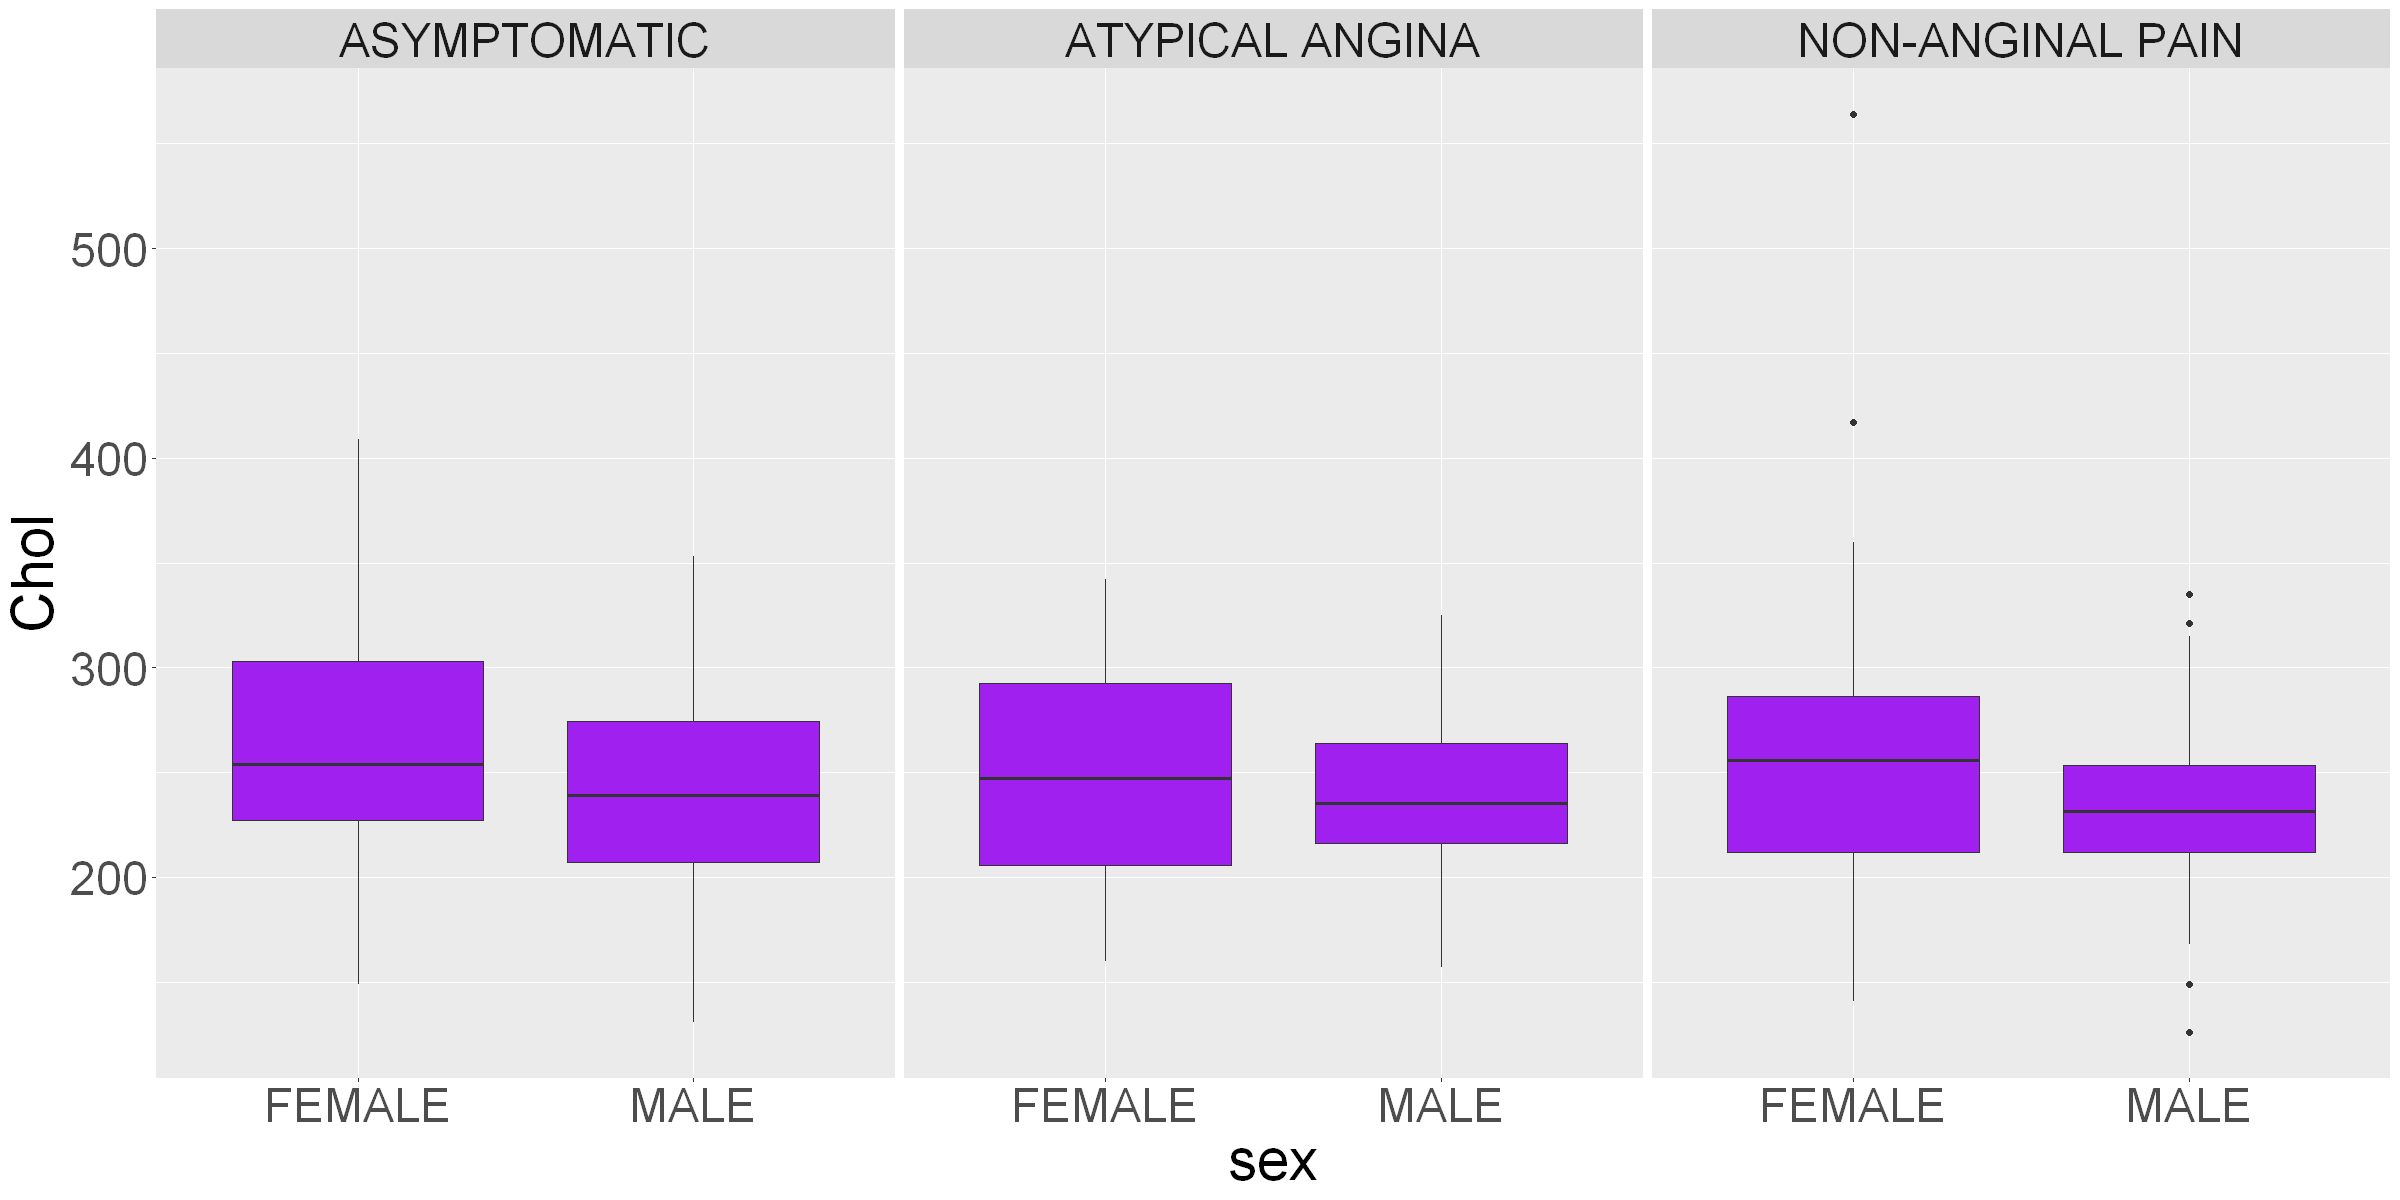 ASYMPTOMATIC ATYPICAL ANGINA NON-ANGINAL PAIN
500
400
300
200
Chol
FEMALE MALE FEMALE MALE FEMALE MALE
sex